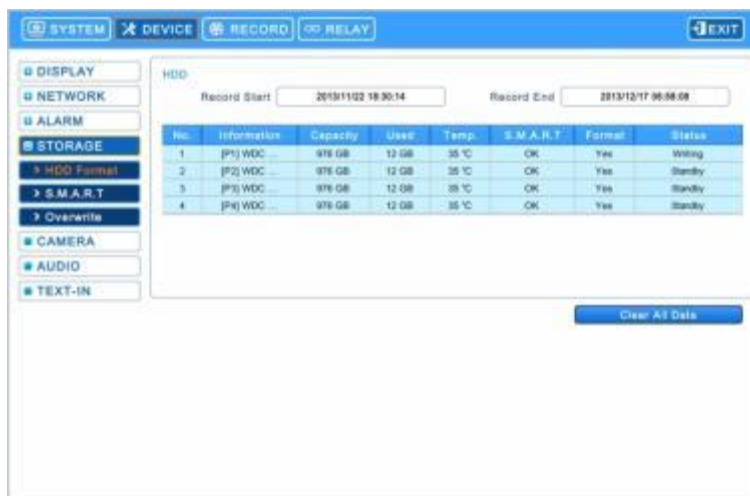 SYSTEM DEVICE RECORD RELAY EXIT
DISPLAY
NETWORK
ALARM
STORAGE
HDD Format
S.M.A.R.T
Overwrite
CAMERA
AUDIO
TEXT-IN
HDD
Record Start 2013/11/22 18:30:14 Record End 2013/12/17
No. Information Capacity Used Temp. S.M.A.R.T Format Status
1 [P1] WDC ... 976 GB 12 GB 35 ℃ OK Yes Writing
2 [P2] WDC ... 976 GB 12 GB 35 ℃ OK Yes Standby
3 [P3] WDC ... 976 GB 12 GB 35 ℃ OK Yes Standby
4 [P4] WDC ... 976 GB 12 GB 35 ℃ OK Yes Standby
Clear All Data